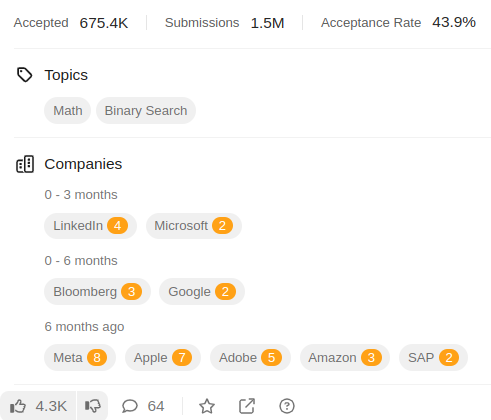 Accepted 675.4K Submissions 1.5M Acceptance Rate 43.9%
Topics
Math Binary Search
Companies
0 - 3 months
LinkedIn 4 Microsoft 2
0 - 6 months
Bloomberg 3 Google 2
6 months ago
Meta 8 Apple 7 Adobe 5 Amazon 3 SAP 2
4.3K 64